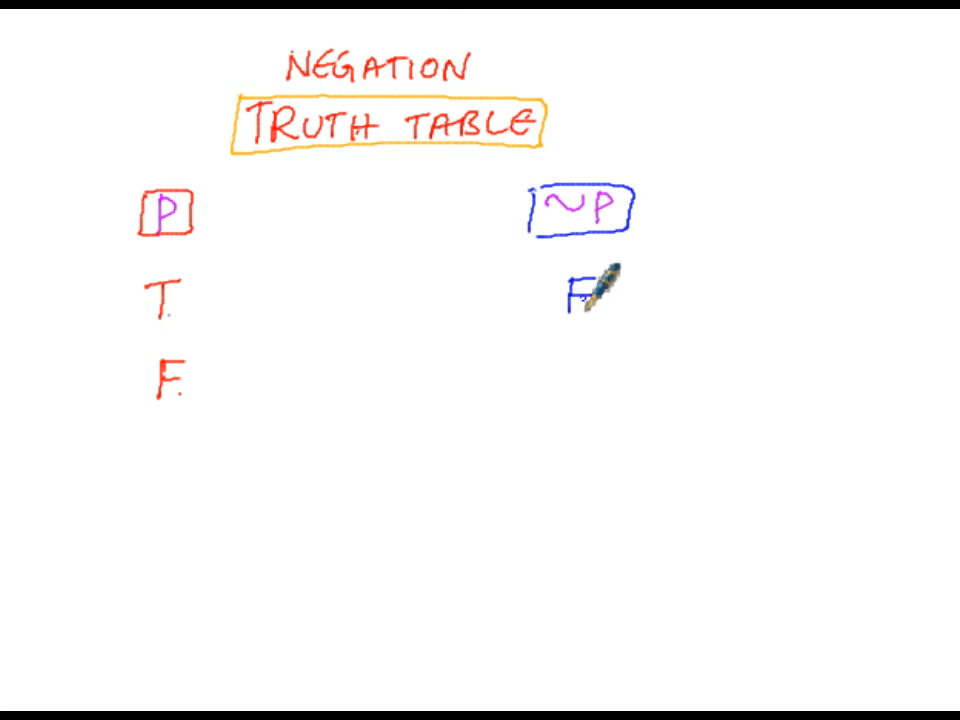 NEGATION
TRUTH TABLE
P ~P
T. F
F.